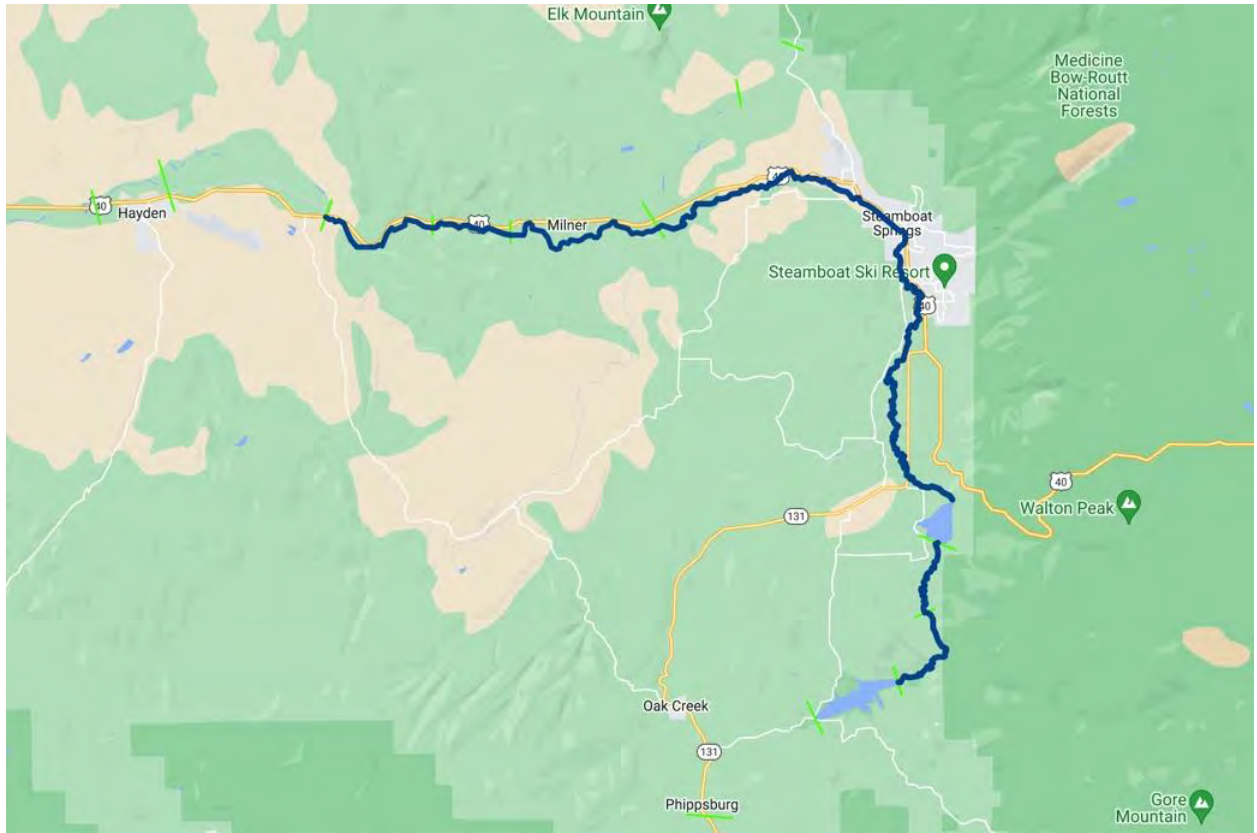 Elk Mountain
Medicine
Bow-Routt
National
Forests
40
40
Hayden
40
Milner
Steamboat
Springs
Steamboat Ski Resort
40
40
Walton Peak
131
Oak Creek
131
Phippsburg
Gore
Mountain